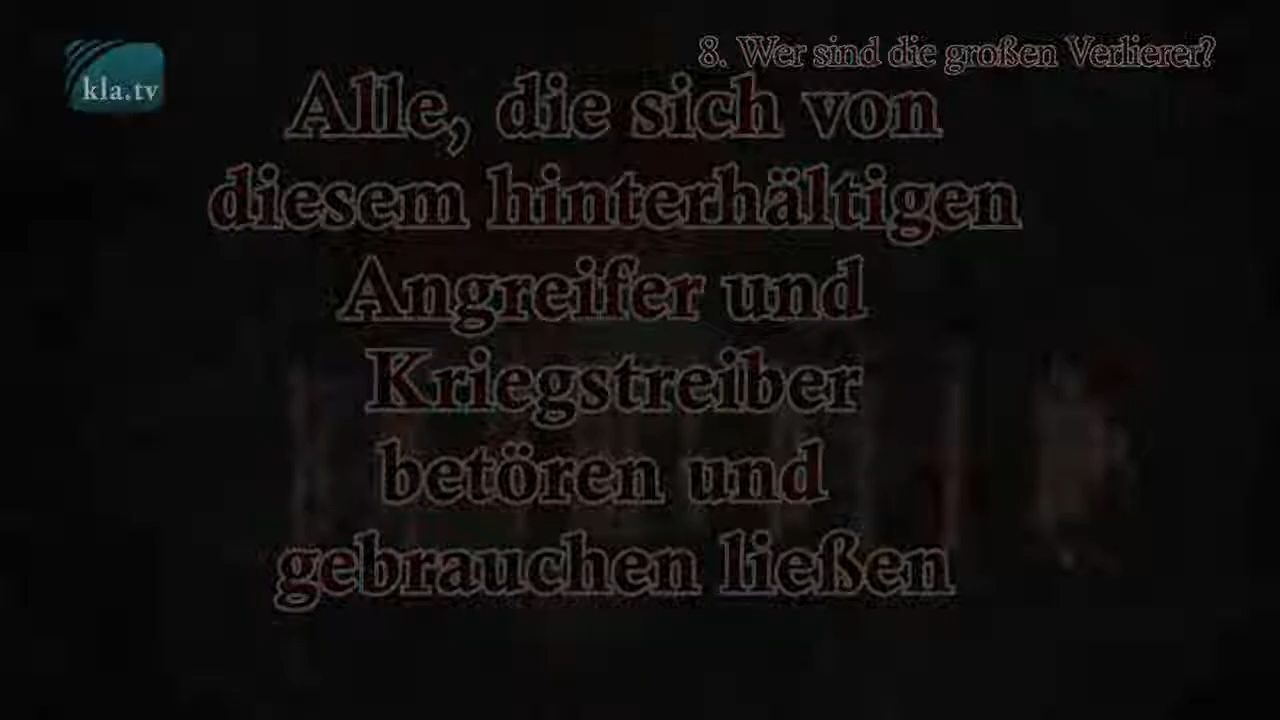 kla.tv
8. Wer sind die großen Verlierer?
Alle, die sich von
diesem hinterhältigen
Angreifer und
Kriegstreiber
betören und
gebrauchen ließen